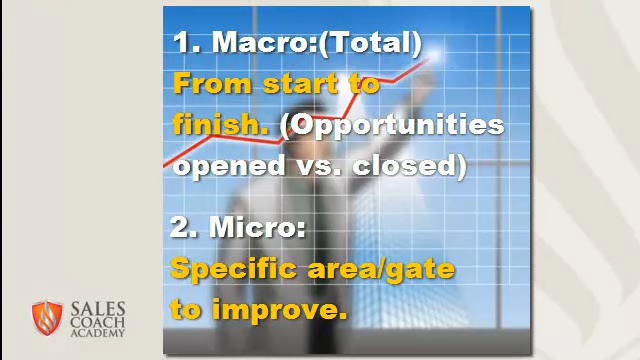 1. Macro:(Total)
From start to
finish. (Opportunities
opened vs. closed)
2. Micro:
Specific area/gate
to improve.
SALES
COACH
ACADEMY